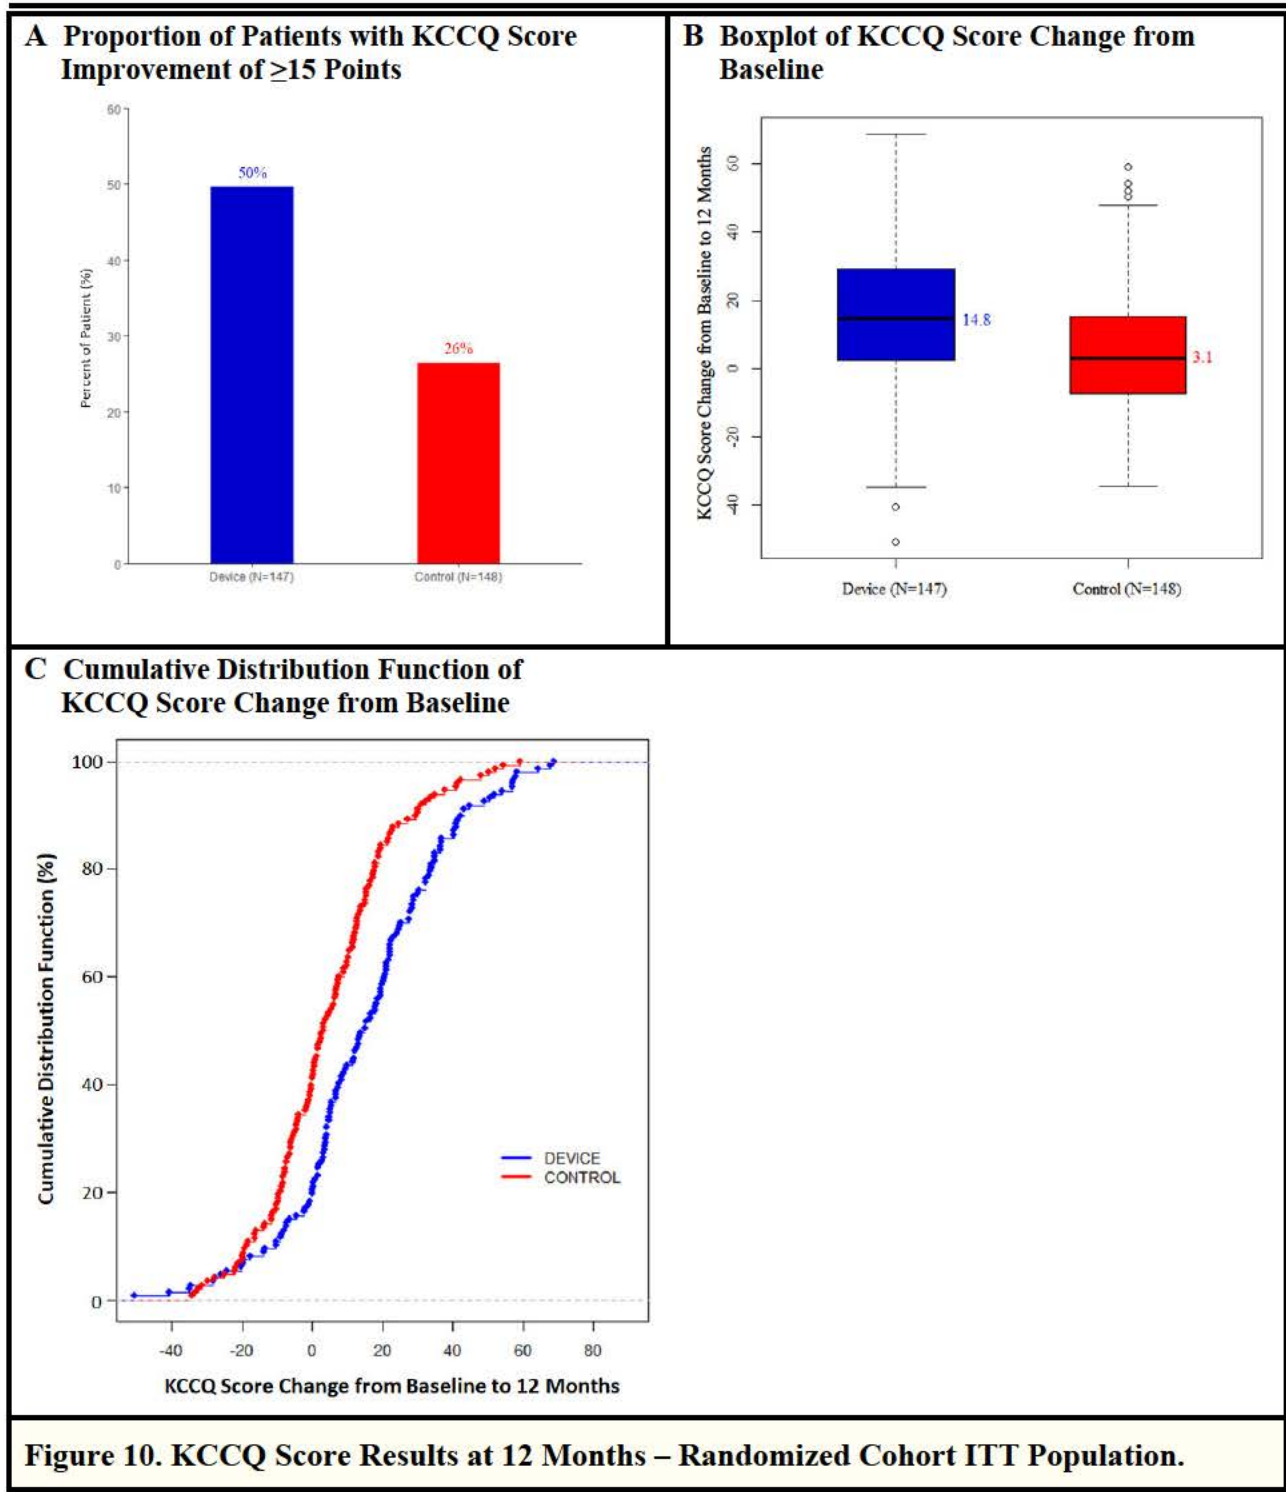 A Proportion of Patients with KCCQ Score
Improvement of ≥15 Points
60
50
40
30
20
10
0
Percent of Patient (%)
50%
26%
Device (N=147)
Control (N=148)
B Boxplot of KCCQ Score Change from
Baseline
KCCQ Score Change from Baseline to 12 Months
60
40
20
0
-20
-40
14.8
3.1
Device (N=147)
Control (N=148)
C Cumulative Distribution Function of
KCCQ Score Change from Baseline
Cumulative Distribution Function (%)
100
80
60
40
20
0
DEVICE
CONTROL
-40 -20 0 20 40 60 80
KCCQ Score Change from Baseline to 12 Months
Figure 10. KCCQ Score Results at 12 Months – Randomized Cohort ITT Population.